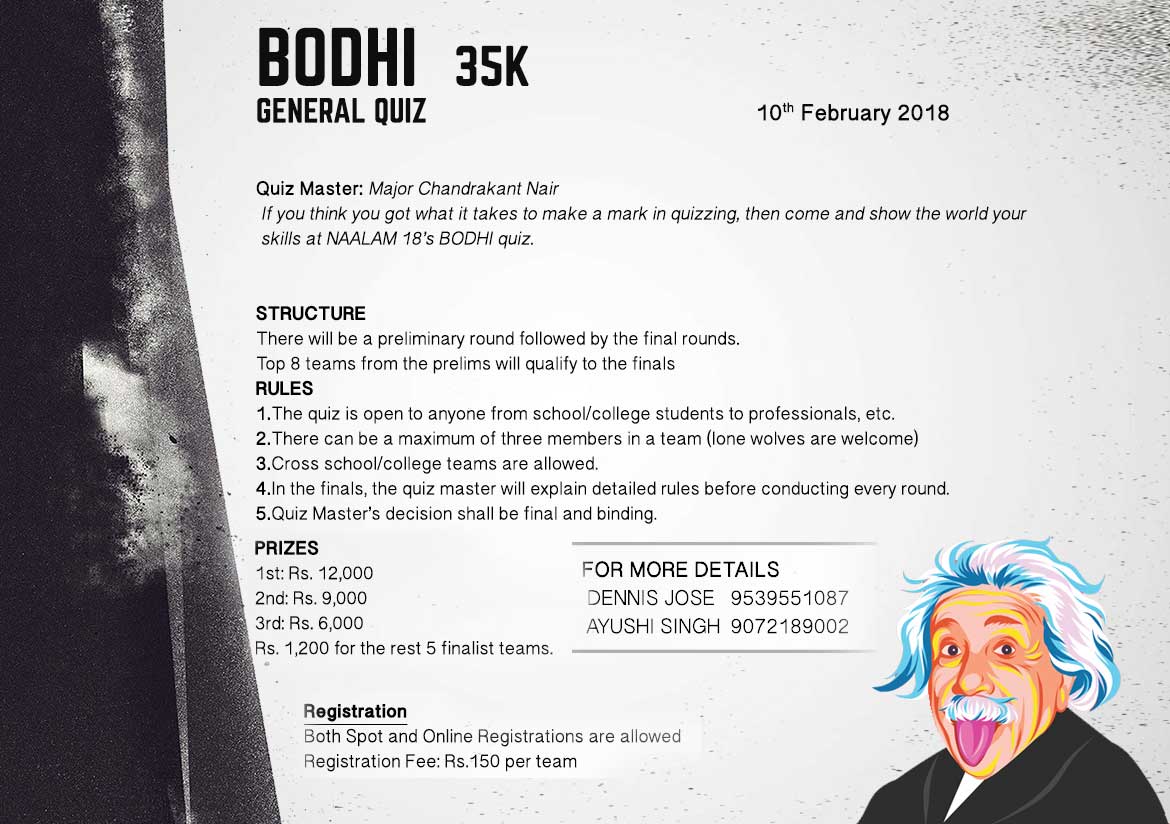 BODHI 35K
GENERAL QUIZ
10th February 2018
Quiz Master: Major Chandrakant Nair
If you think you got what it takes to make a mark in quizzing, then come and show the world your
skills at NAALAM 18's BODHI quiz.
STRUCTURE
There will be a preliminary round followed by the final rounds.
Top 8 teams from the prelims will qualify to the finals
RULES
1.The quiz is open to anyone from school/college students to professionals, etc.
2.There can be a maximum of three members in a team (lone wolves are welcome)
3.Cross school/college teams are allowed.
4.In the finals, the quiz master will explain detailed rules before conducting every round.
5.Quiz Master's decision shall be final and binding.
PRIZES
1st: Rs. 12,000
2nd: Rs. 9,000
3rd: Rs. 6,000
Rs. 1,200 for the rest 5 finalist teams.
FOR MORE DETAILS
DENNIS JOSE 9539551087
AYUSHI SINGH 9072189002
Registration
Both Spot and Online Registrations are allowed
Registration Fee: Rs.150 per team